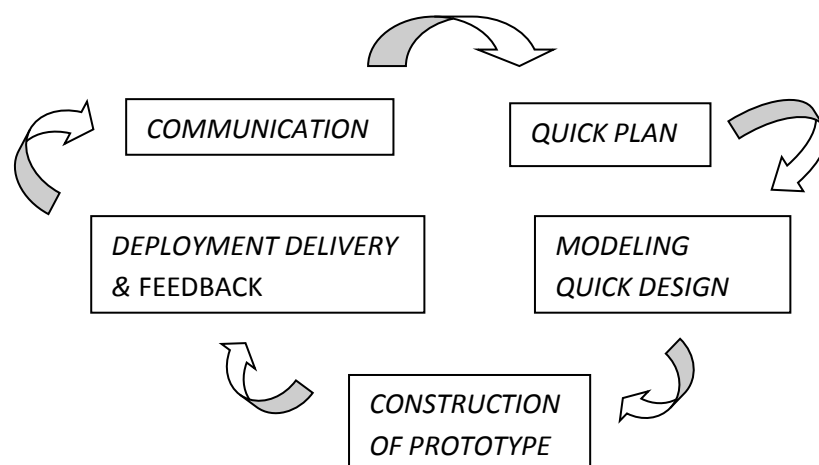 COMMUNICATION
QUICK PLAN
DEPLOYMENT DELIVERY
& FEEDBACK
MODELING
QUICK DESIGN
CONSTRUCTION
OF PROTOTYPE